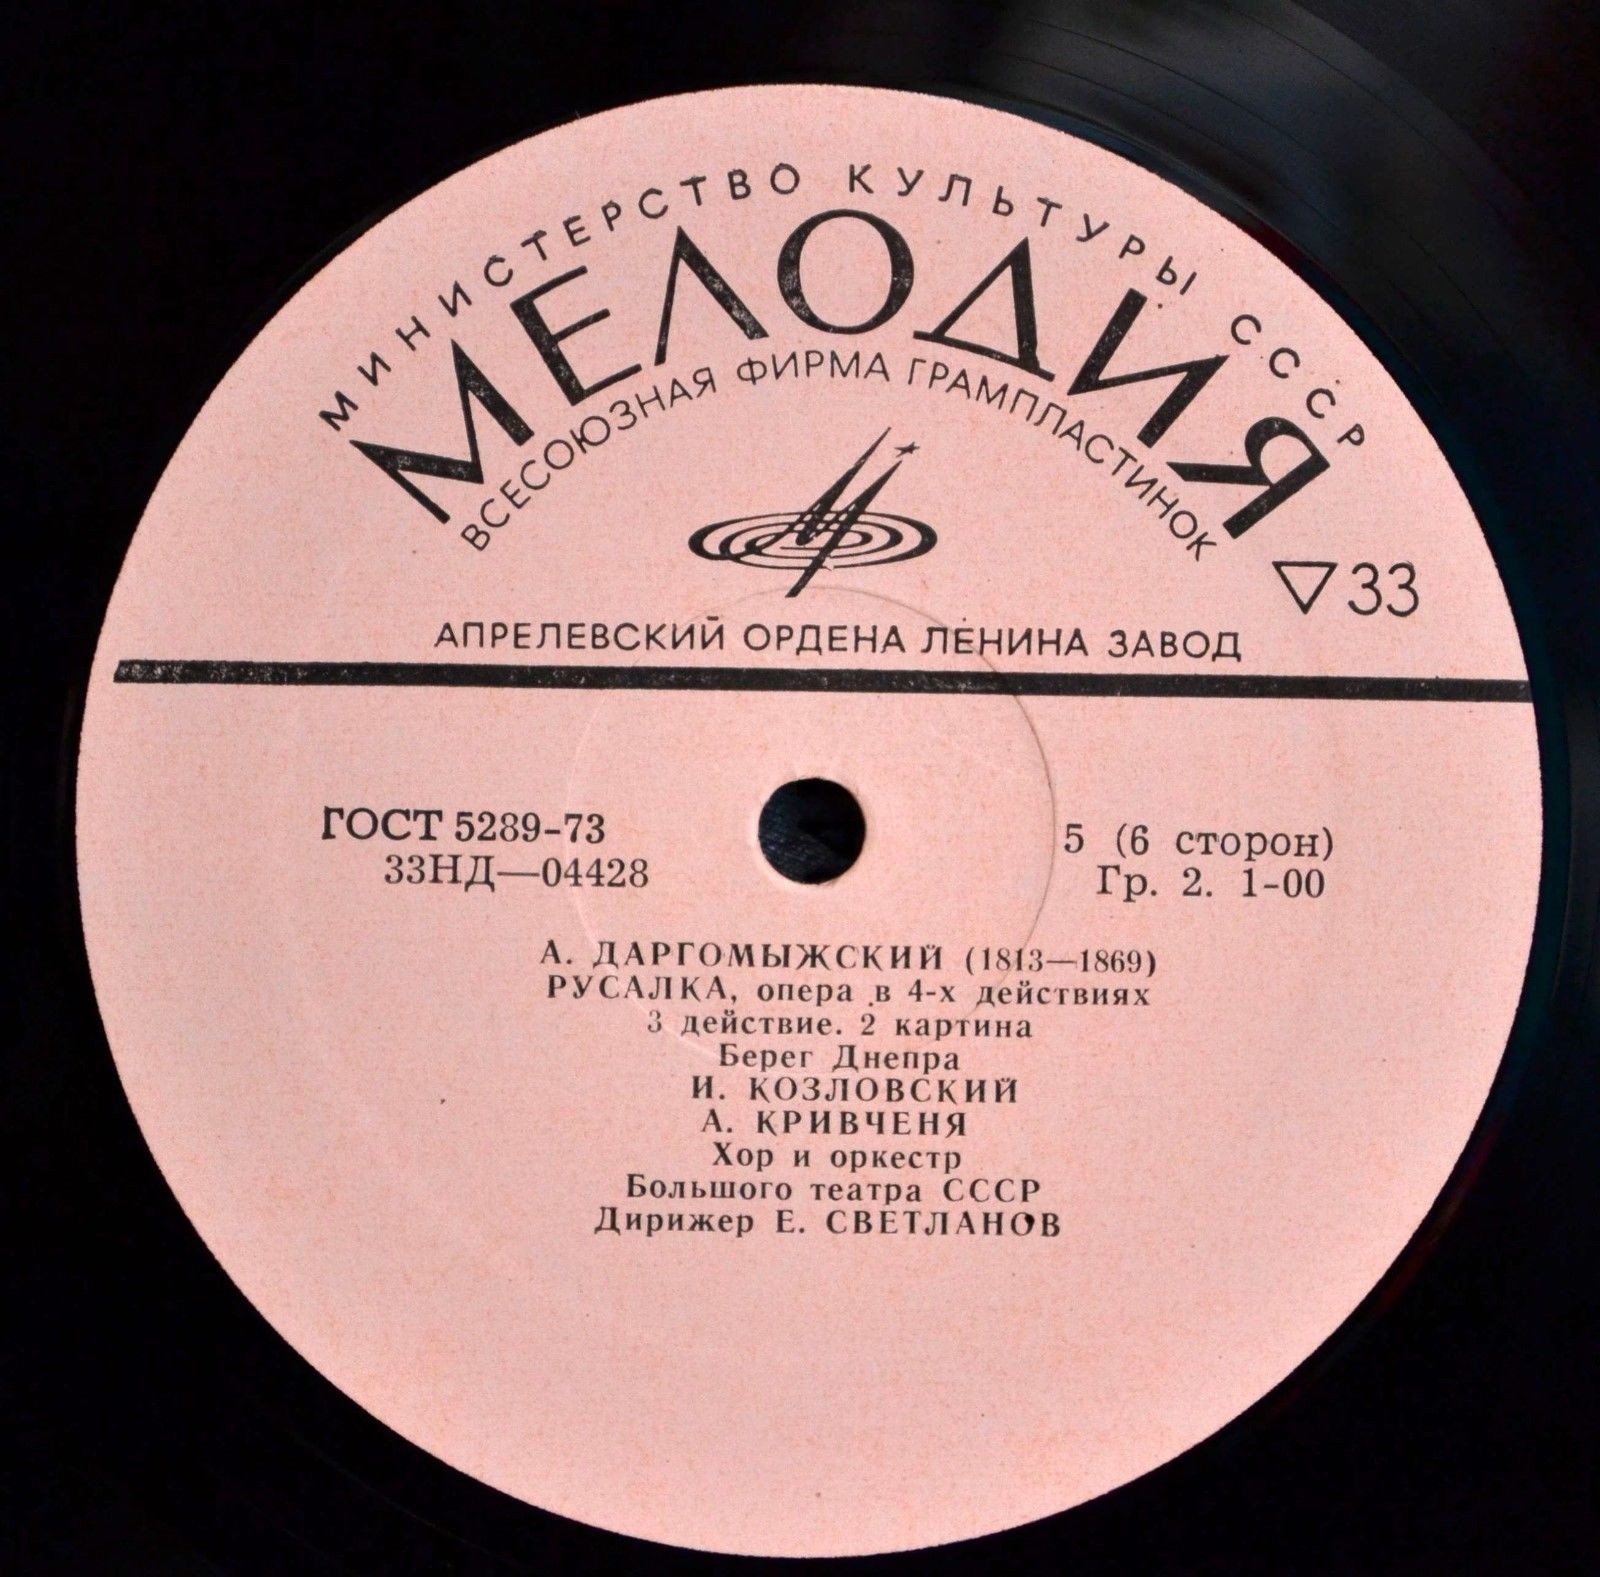 МИНИСТЕРСТВО КУЛЬТУРЫ СССР
МЕЛОДИЯ
ВСЕСОЮЗНАЯ ФИРМА ГРАМПЛАСТИНОК
▽33
АПРЕЛЕВСКИЙ ОРДЕНА ЛЕНИНА ЗАВОД
ГОСТ 5289-73
33НД—04428
5 (6 сторон)
Гр. 2. 1-00
А. ДАРГОМЫЖСКИЙ (1813—1869)
РУСАЛКА, опера в 4-х действиях
3 действие. 2 картина
Берег Днепра
И. КОЗЛОВСКИЙ
А. КРИВЧЕНЯ
Хор и оркестр
Большого театра СССР
Дирижер Е. СВЕТЛАНОВ